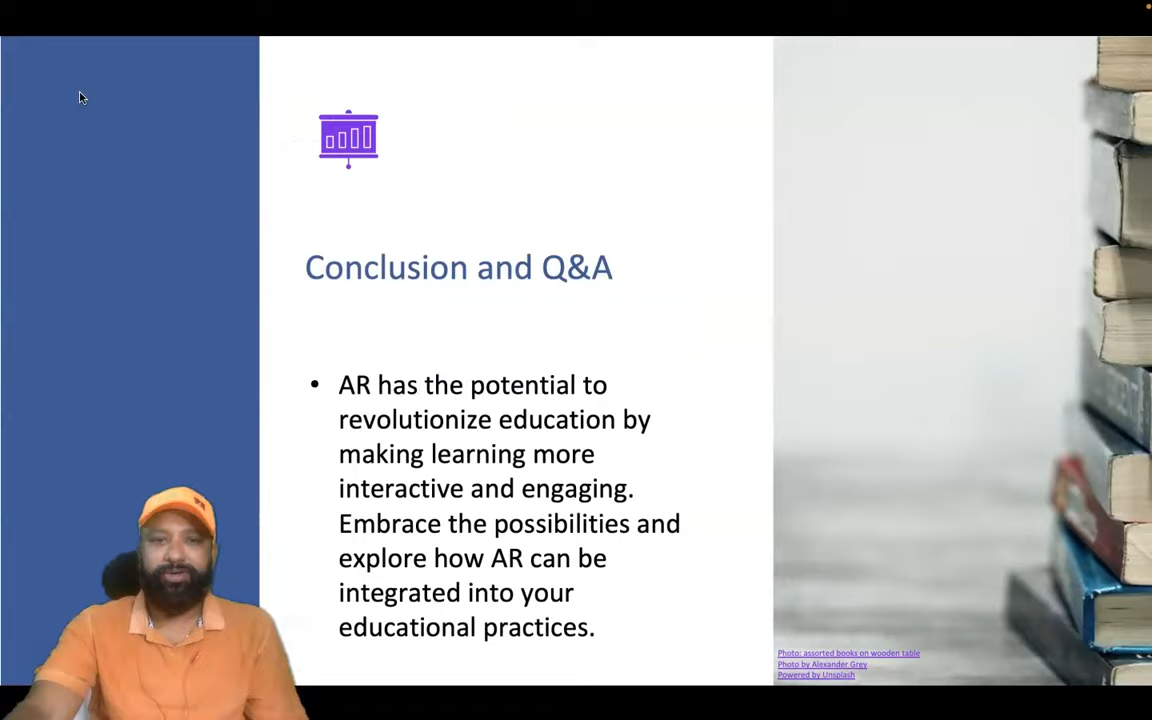 Conclusion and Q&A
• AR has the potential to
revolutionize education by
making learning more
interactive and engaging.
Embrace the possibilities and
explore how AR can be
integrated into your
educational practices.
Photo: assorted books on wooden table
Photo by Alexander Grey
Powered by Unsplash